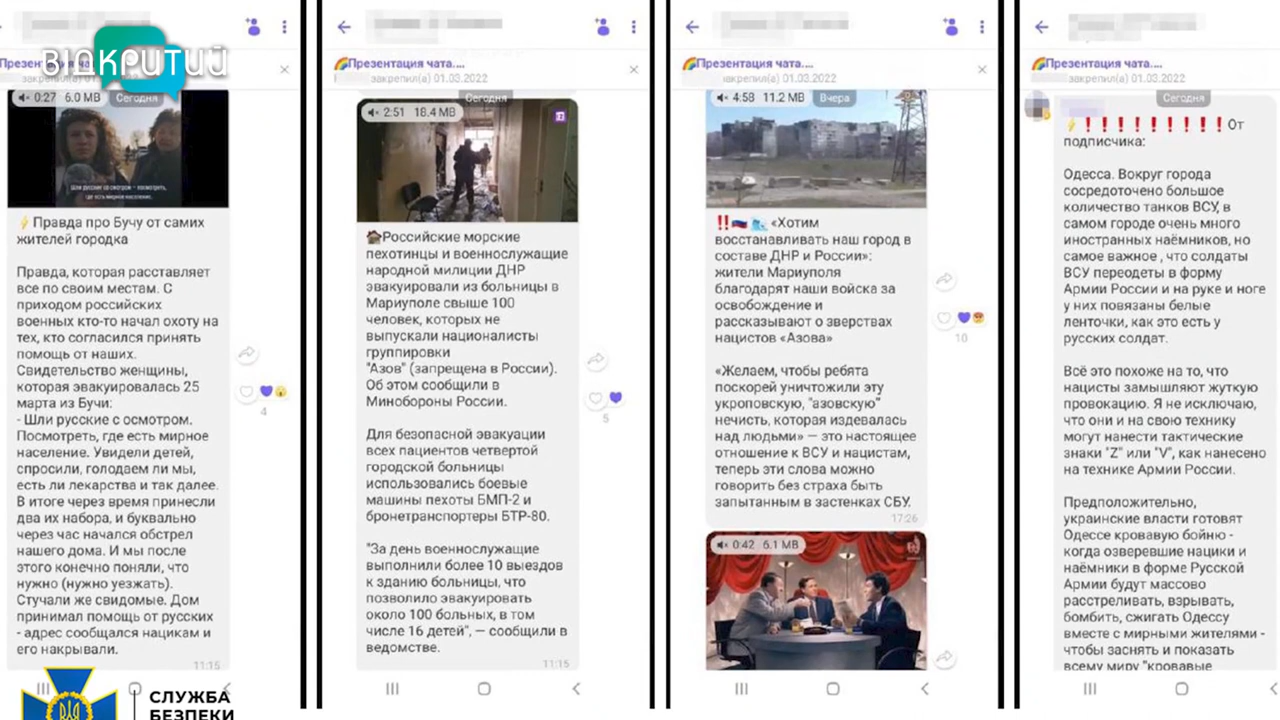 ВІДКРИТИЙ
Презентация чата....
закрепил(а) 01.03.2022
0:27 6.0 MB
Сегодня
Шли русские со смотром – посмотреть,
где есть мирное население.
⚡Правда про Бучу от самих
жителей городка
Правда, которая расставляет
все по своим местам. С
приходом российских
военных кто-то начал охоту на
тех, кто согласился принять
помощь от наших.
Свидетельство женщины,
которая эвакуировалась 25
марта из Бучи:
- Шли русские с осмотром.
Посмотреть, где есть мирное
население. Увидели детей,
спросили, голодаем ли мы,
есть ли лекарства и так далее.
В итоге через время принесли
два их набора, и буквально
через час начался обстрел
нашего дома. И мы после
этого конечно поняли, что
нужно (нужно уезжать).
Стучали же свидомые. Дом
принимал помощь от русских
- адрес сообщался нацикам и
его накрывали.
11:15
4
СЛУЖБА
БЕЗПЕКИ
🌈Презентация чата....
закрепил(а) 01.03.2022
Сегодня
2:51 18.4 MB
🏠Российские морские
пехотинцы и военнослужащие
народной милиции ДНР
эвакуировали из больницы в
Мариуполе свыше 100
человек, которых не
выпускали националисты
группировки
"Азов" (запрещена в России).
Об этом сообщили в
Минобороны России.
Для безопасной эвакуации
всех пациентов четвертой
городской больницы
использовались боевые
машины пехоты БМП-2 и
бронетранспортеры БТР-80.
"За день военнослужащие
выполнили более 10 выездов
к зданию больницы, что
позволило эвакуировать
около 100 больных, в том
числе 16 детей", — сообщили в
ведомстве.
11:15
5
🌈Презентация чата....
закрепил(а) 01.03.2022
4:58 11.2 MB
Вчера
‼️🇷🇺 «Хотим
восстанавливать наш город в
составе ДНР и России»:
жители Мариуполя
благодарят наши войска за
освобождение и
рассказывают о зверствах
нацистов «Азова»
«Желаем, чтобы ребята
поскорей уничтожили эту
укроповскую, "азовскую"
нечисть, которая издевалась
над людьми» — это настоящее
отношение к ВСУ и нацистам,
теперь эти слова можно
говорить без страха быть
запытанным в застенках СБУ.
17:26
10
0:42 6.1 MB
🌈Презентация чата....
закрепил(а) 01.03.2022
Сегодня
⚡❗❗❗❗❗❗❗❗❗От
подписчика:
Одесса. Вокруг города
сосредоточено большое
количество танков ВСУ, в
самом городе очень много
иностранных наёмников, но
самое важное , что солдаты
ВСУ переодеты в форму
Армии России и на руке и ноге
у них повязаны белые
ленточки, как это есть у
русских солдат.
Всё это похоже на то, что
нацисты замышляют жуткую
провокацию. Я не исключаю,
что они и на свою технику
могут нанести тактические
знаки "Z" или "V", как нанесено
на технике Армии России.
Предположительно,
украинские власти готовят
Одессе кровавую бойню -
когда озверевшие нацики и
наёмники в форме Русской
Армии будут массово
расстреливать, взрывать,
бомбить, сжигать Одессу
вместе с мирными жителями -
чтобы заснять и показать
всему миру "кровавые